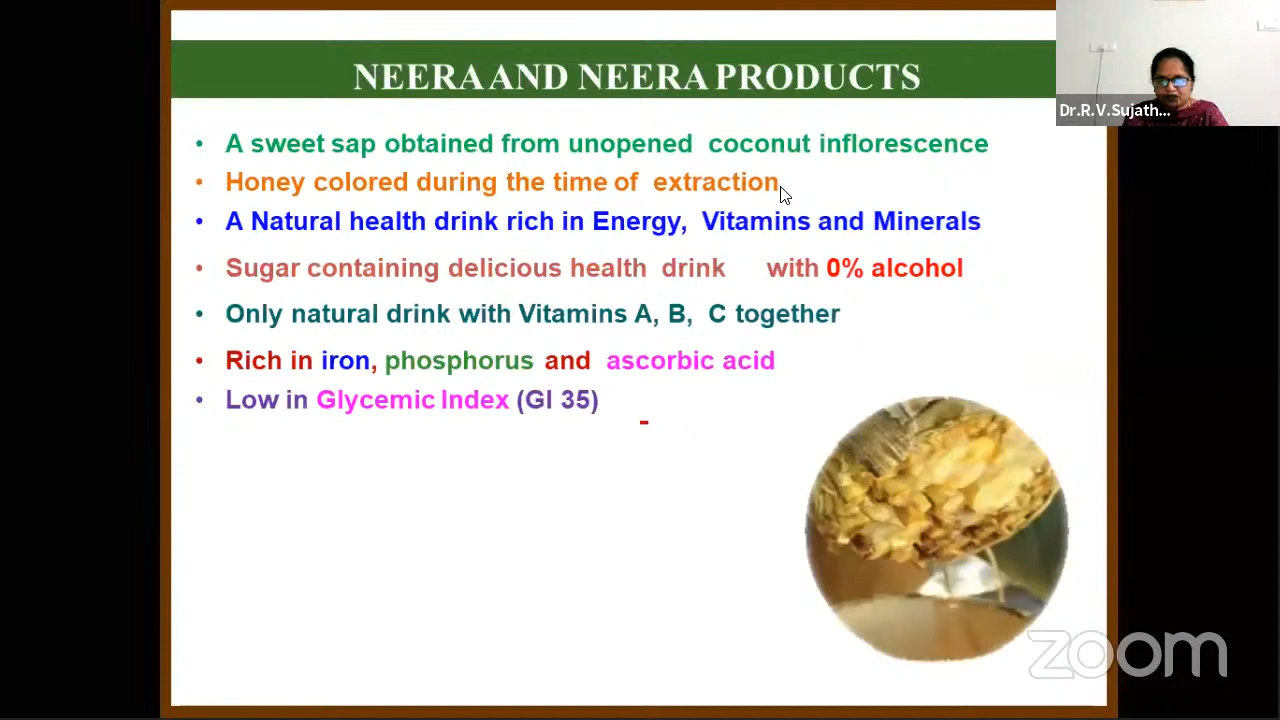 NEERA AND NEERA PRODUCTS
Dr.R.V.Sujath...
• A sweet sap obtained from unopened coconut inflorescence
• Honey colored during the time of extraction
• A Natural health drink rich in Energy, Vitamins and Minerals
• Sugar containing delicious health drink with 0% alcohol
• Only natural drink with Vitamins A, B, C together
• Rich in iron, phosphorus and ascorbic acid
• Low in Glycemic Index (GI 35)
-
zoom